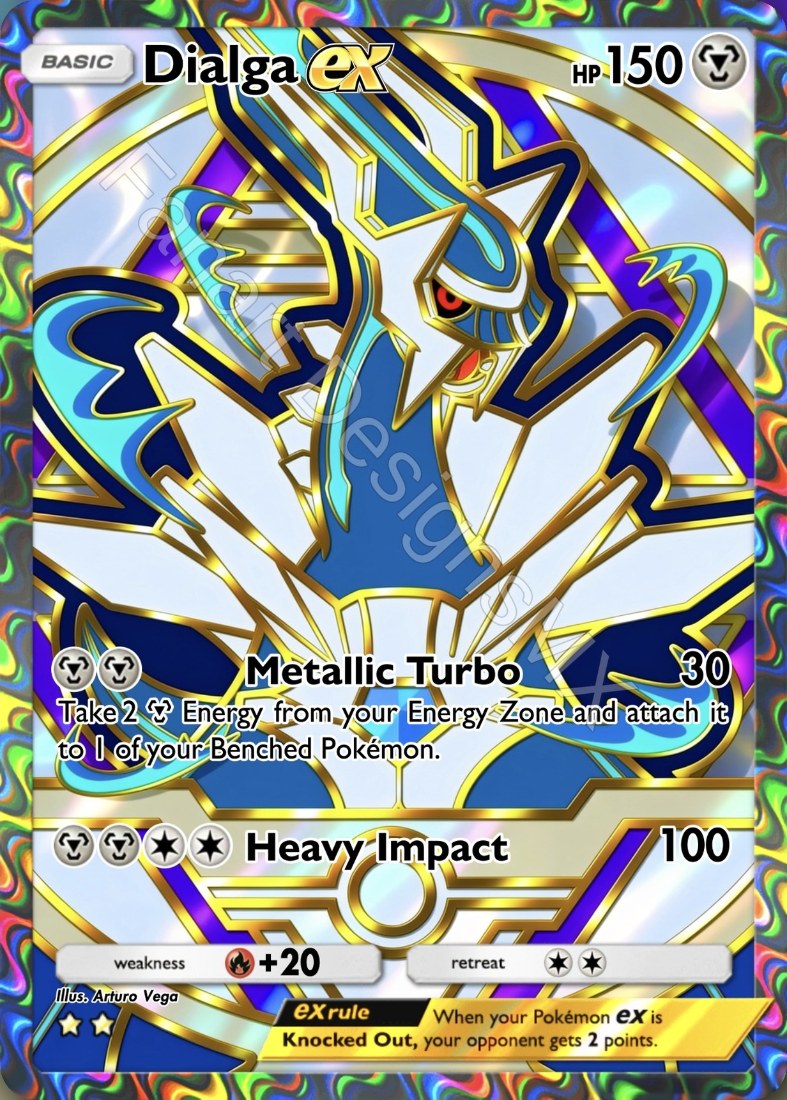 BASIC Dialga ex HP 150
Fanart DesignsMX
Metallic Turbo 30
Take 2 Energy from your Energy Zone and attach it
to 1 of your Benched Pokémon.
Heavy Impact 100
weakness +20 retreat
Illus. Arturo Vega
ex rule When your Pokémon ex is
Knocked Out, your opponent gets 2 points.